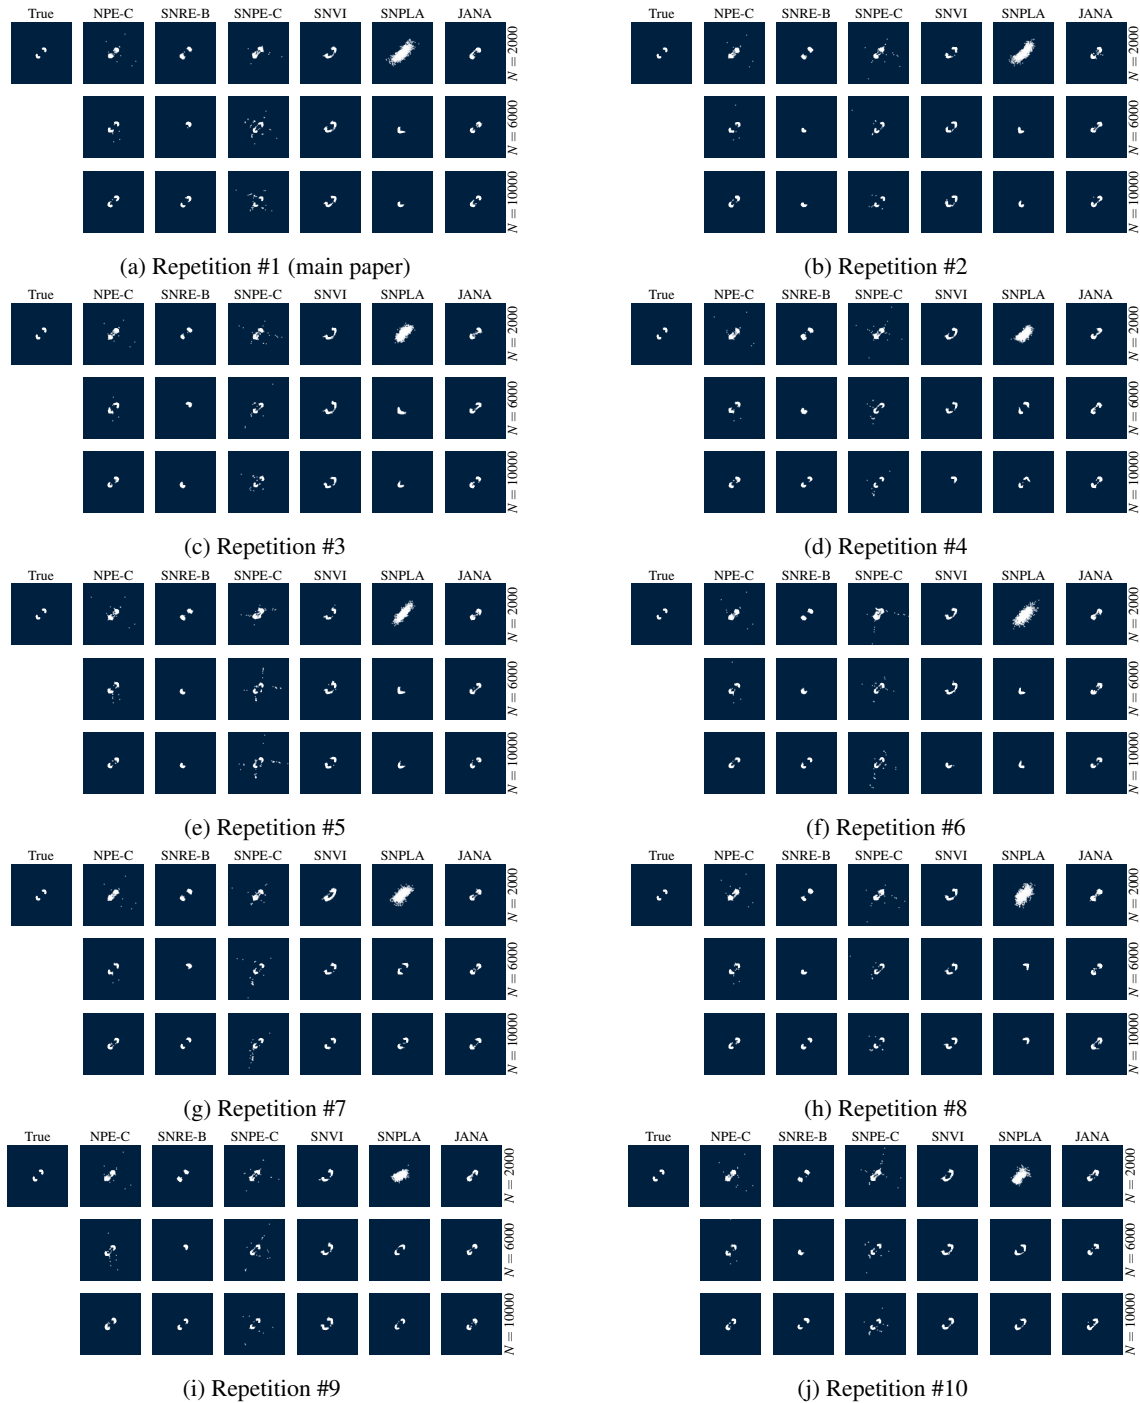 True NPE-C SNRE-B SNPE-C SNVI SNPLA JANA
N = 2000
N = 6000
N = 10000
(a) Repetition #1 (main paper)
True NPE-C SNRE-B SNPE-C SNVI SNPLA JANA
N = 2000
N = 6000
N = 10000
(b) Repetition #2
True NPE-C SNRE-B SNPE-C SNVI SNPLA JANA
N = 2000
N = 6000
N = 10000
(c) Repetition #3
True NPE-C SNRE-B SNPE-C SNVI SNPLA JANA
N = 2000
N = 6000
N = 10000
(d) Repetition #4
True NPE-C SNRE-B SNPE-C SNVI SNPLA JANA
N = 2000
N = 6000
N = 10000
(e) Repetition #5
True NPE-C SNRE-B SNPE-C SNVI SNPLA JANA
N = 2000
N = 6000
N = 10000
(f) Repetition #6
True NPE-C SNRE-B SNPE-C SNVI SNPLA JANA
N = 2000
N = 6000
N = 10000
(g) Repetition #7
True NPE-C SNRE-B SNPE-C SNVI SNPLA JANA
N = 2000
N = 6000
N = 10000
(h) Repetition #8
True NPE-C SNRE-B SNPE-C SNVI SNPLA JANA
N = 2000
N = 6000
N = 10000
(i) Repetition #9
True NPE-C SNRE-B SNPE-C SNVI SNPLA JANA
N = 2000
N = 6000
N = 10000
(j) Repetition #10